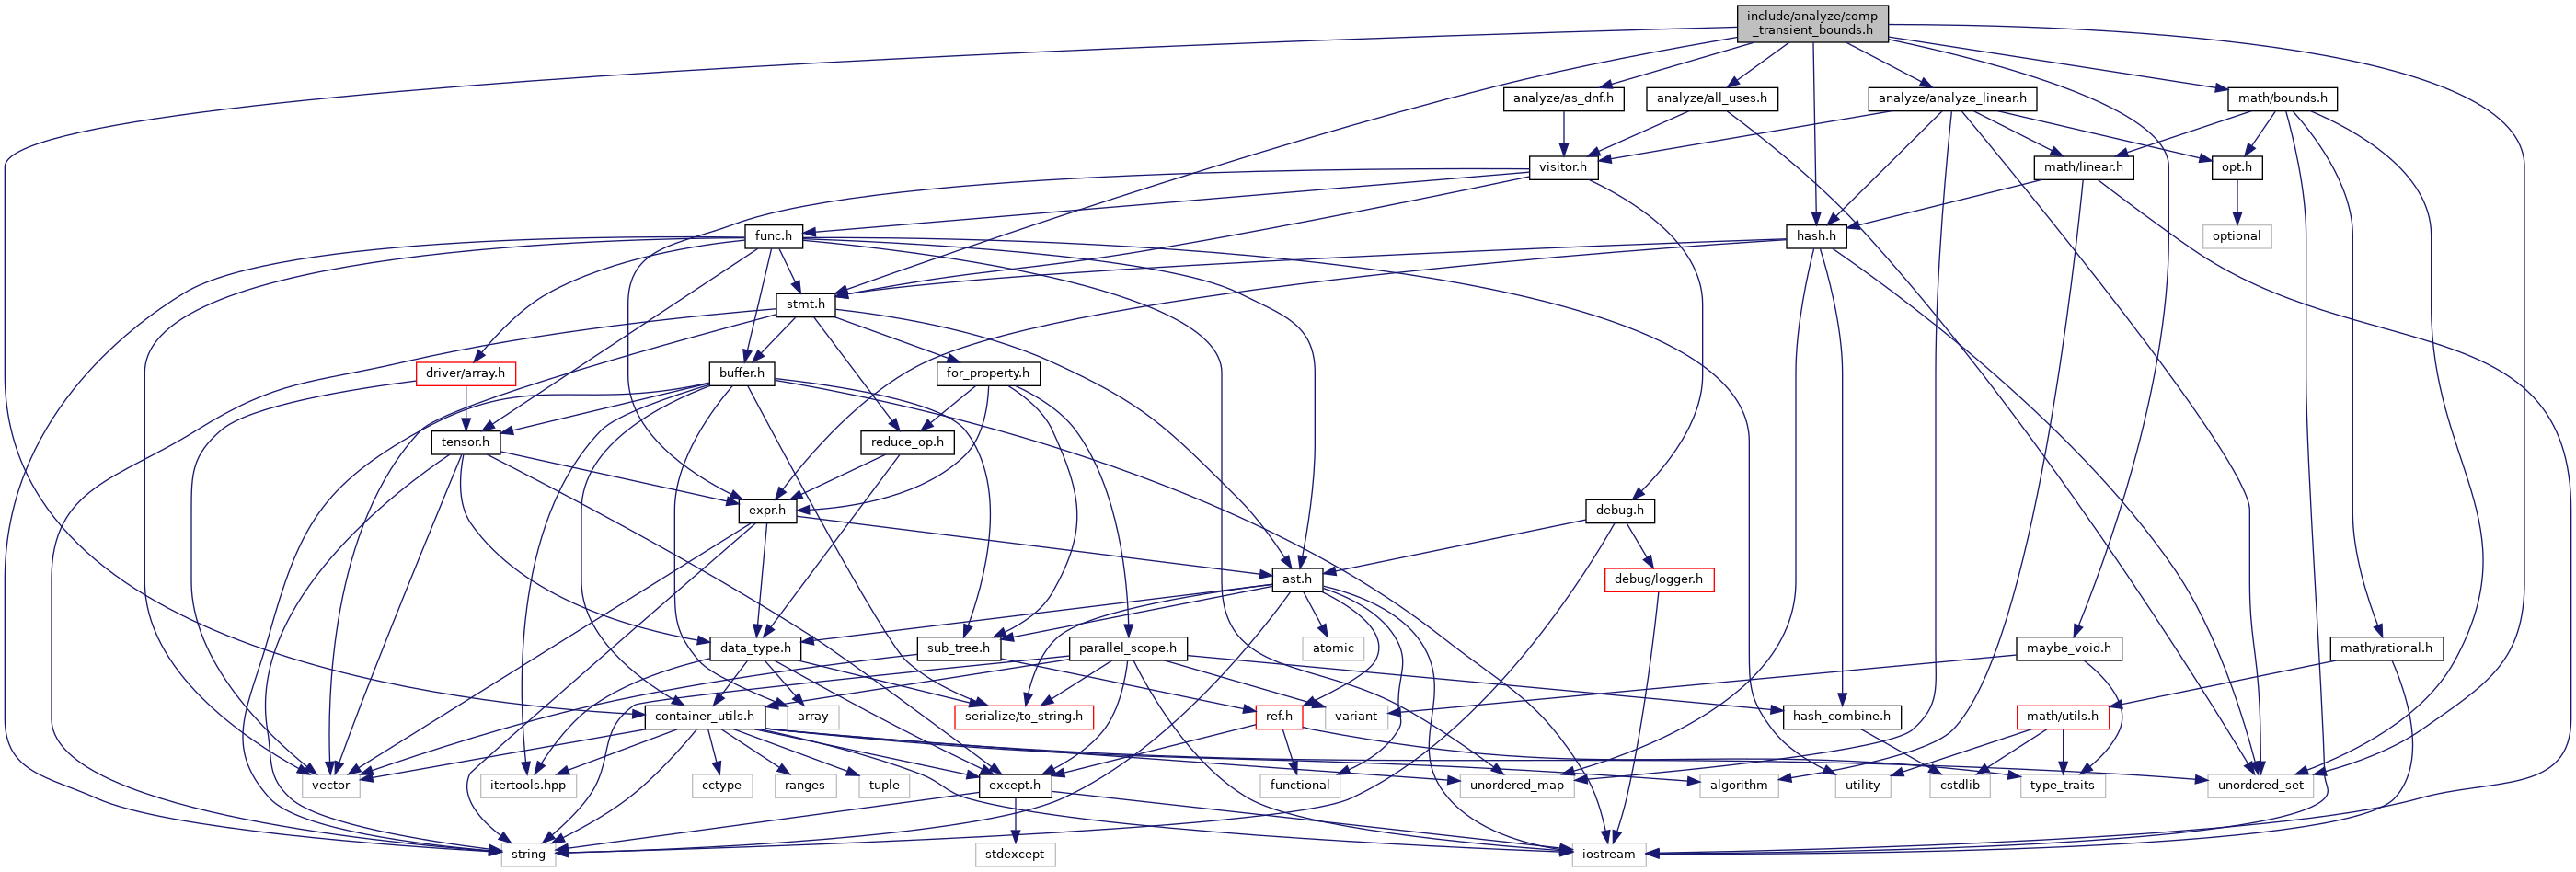 include/analyze/comp
_transient_bounds.h
analyze/as_dnf.h
analyze/all_uses.h
analyze/analyze_linear.h
math/bounds.h
visitor.h
math/linear.h
opt.h
func.h
hash.h
optional
stmt.h
driver/array.h
buffer.h
for_property.h
tensor.h
reduce_op.h
expr.h
debug.h
ast.h
debug/logger.h
data_type.h
sub_tree.h
parallel_scope.h
atomic
maybe_void.h
math/rational.h
container_utils.h
array
serialize/to_string.h
ref.h
variant
hash_combine.h
math/utils.h
vector
itertools.hpp
cctype
ranges
tuple
except.h
functional
unordered_map
algorithm
utility
cstdlib
type_traits
unordered_set
string
stdexcept
iostream